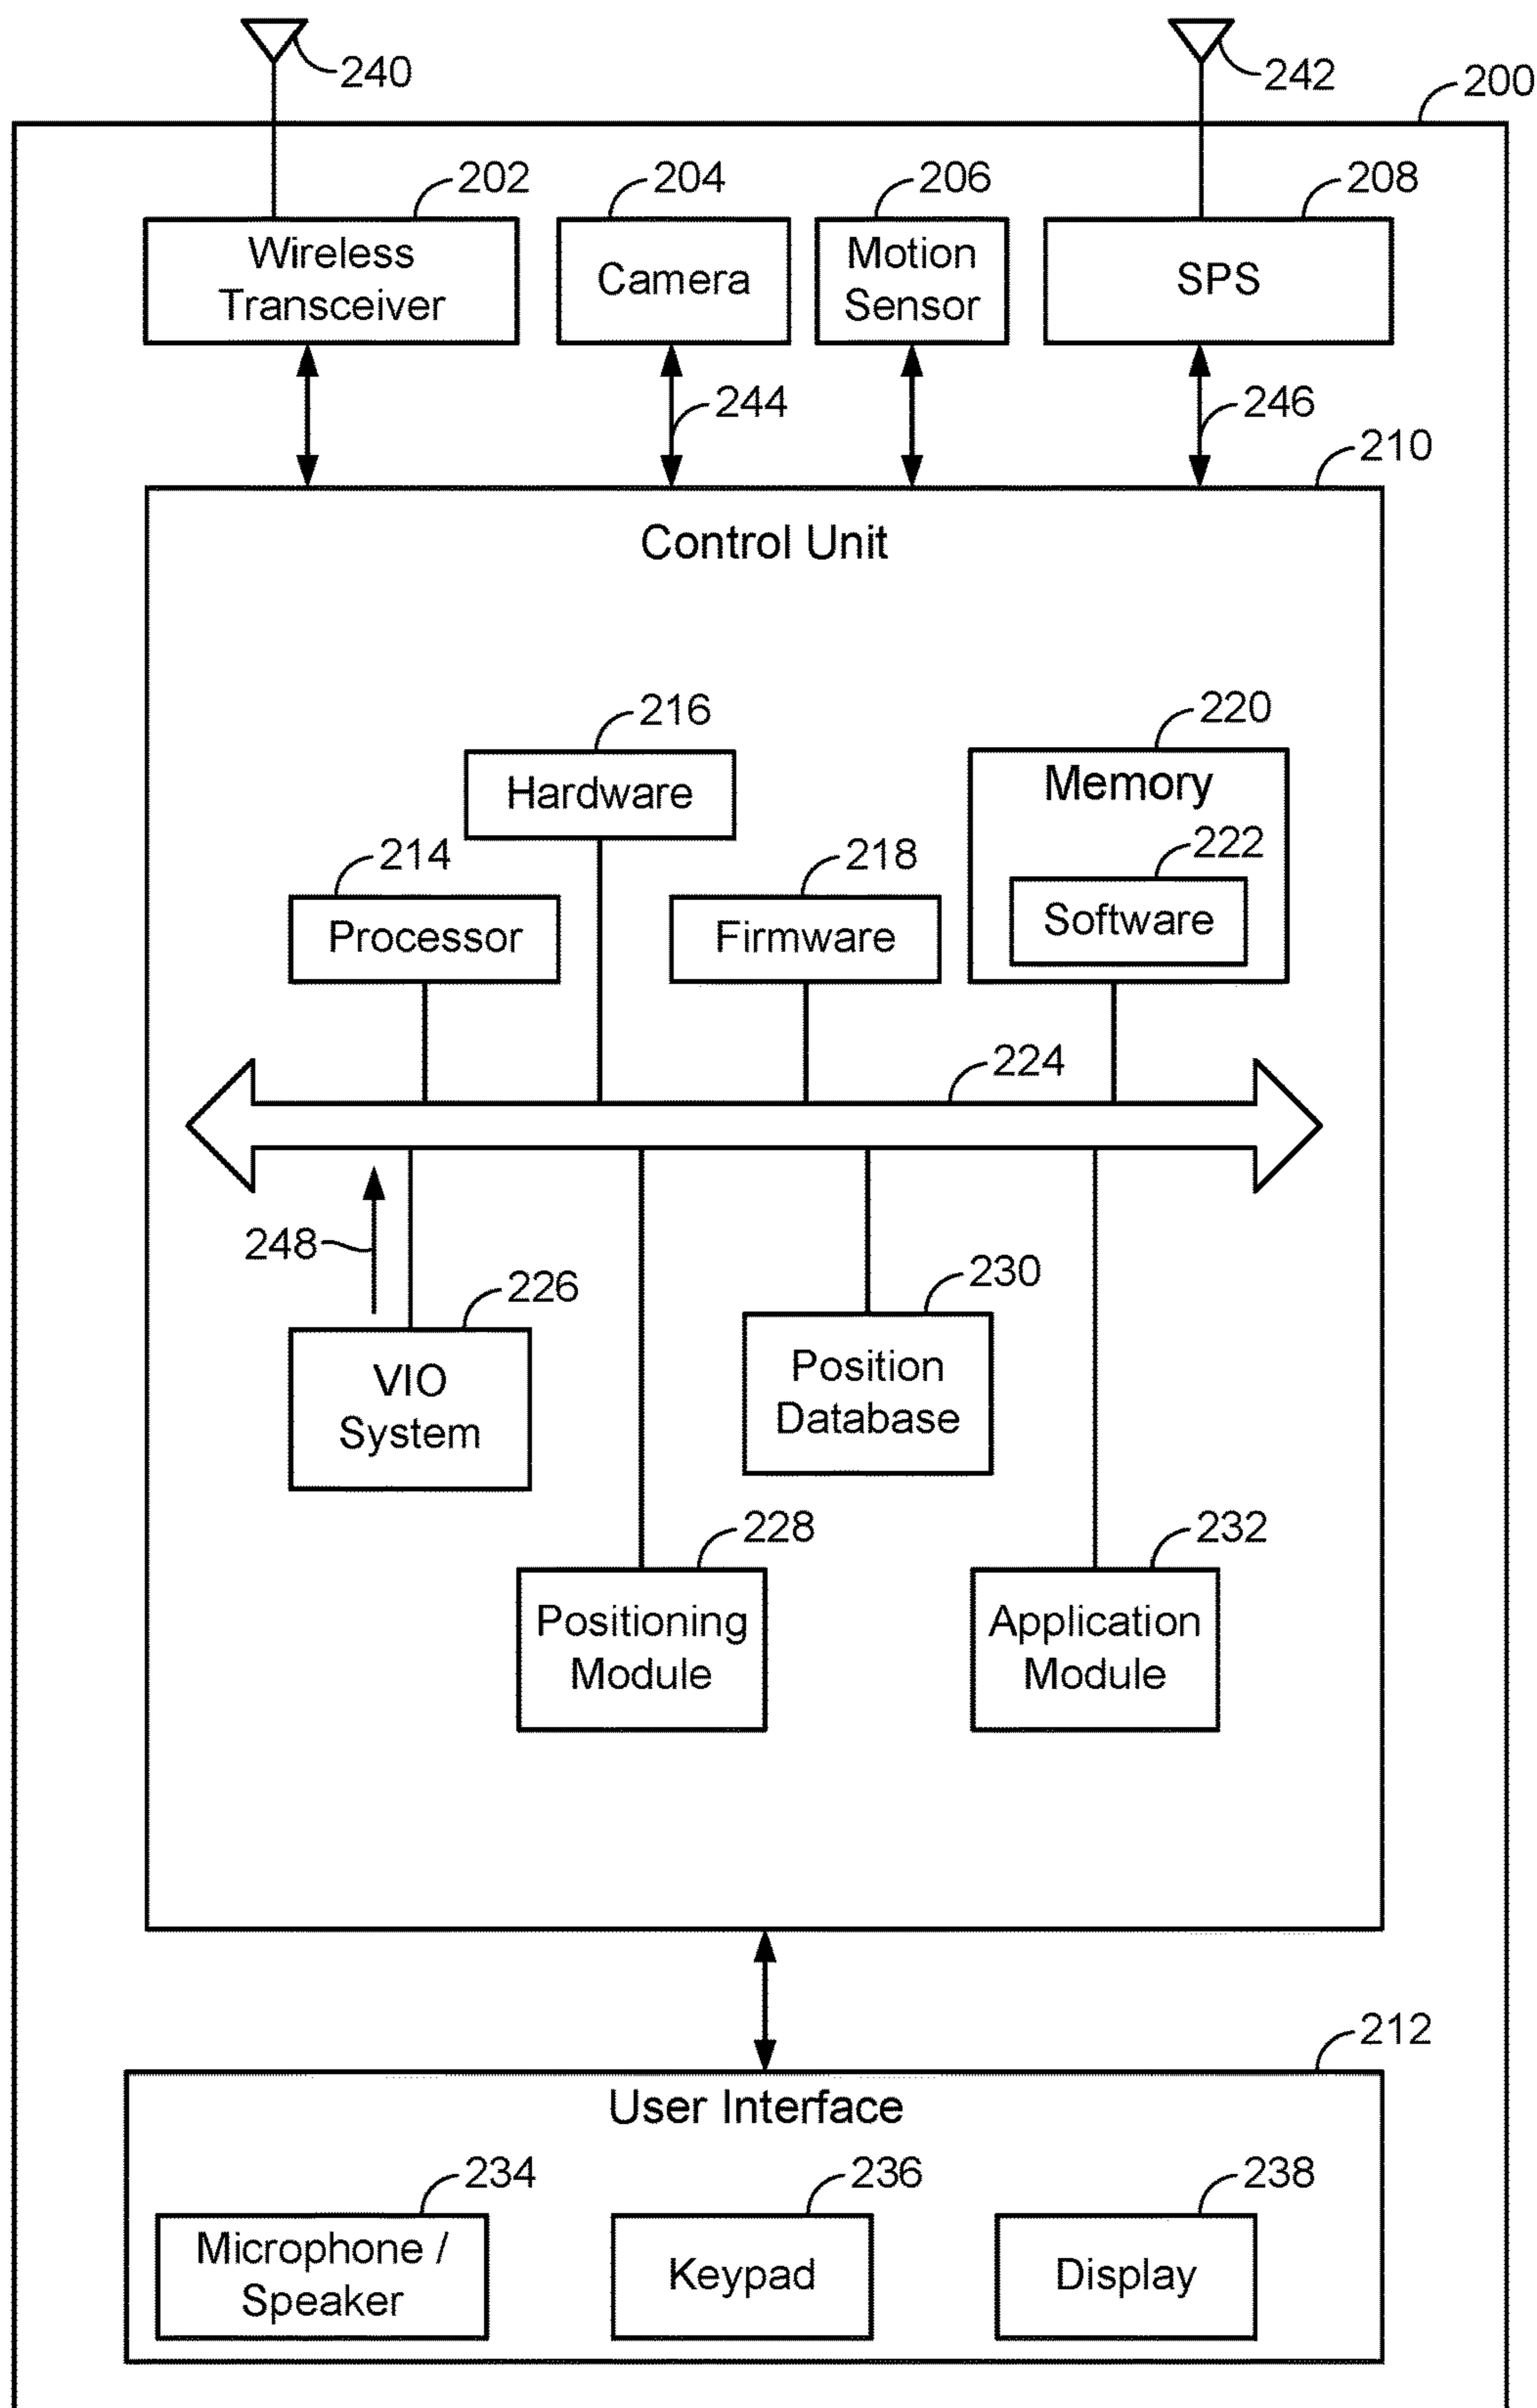 240
242
200
202
204
206
208
Wireless
Transceiver
Camera
Motion
Sensor
SPS
244
246
210
Control Unit
216
220
Hardware
Memory
214
218
222
Processor
Firmware
Software
224
248
226
230
VIO
System
Position
Database
228
232
Positioning
Module
Application
Module
212
User Interface
234
236
238
Microphone /
Speaker
Keypad
Display